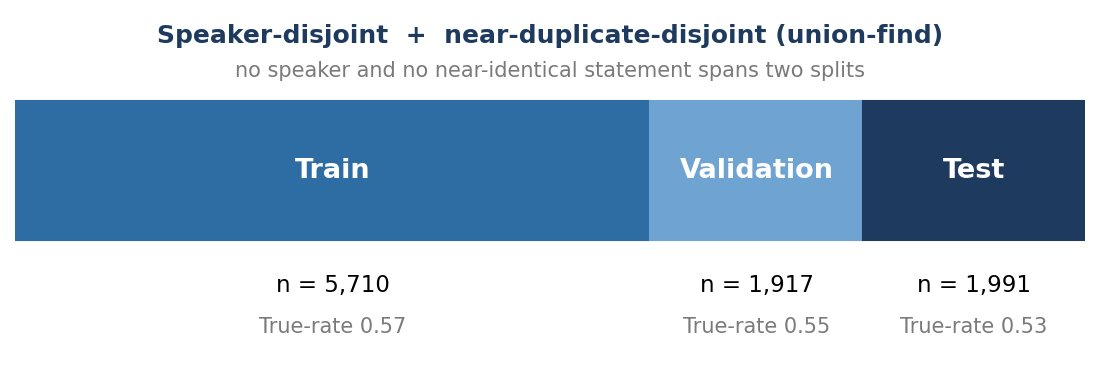 Speaker-disjoint + near-duplicate-disjoint (union-find)
no speaker and no near-identical statement spans two splits
Train Validation Test
n = 5,710 n = 1,917 n = 1,991
True-rate 0.57 True-rate 0.55 True-rate 0.53